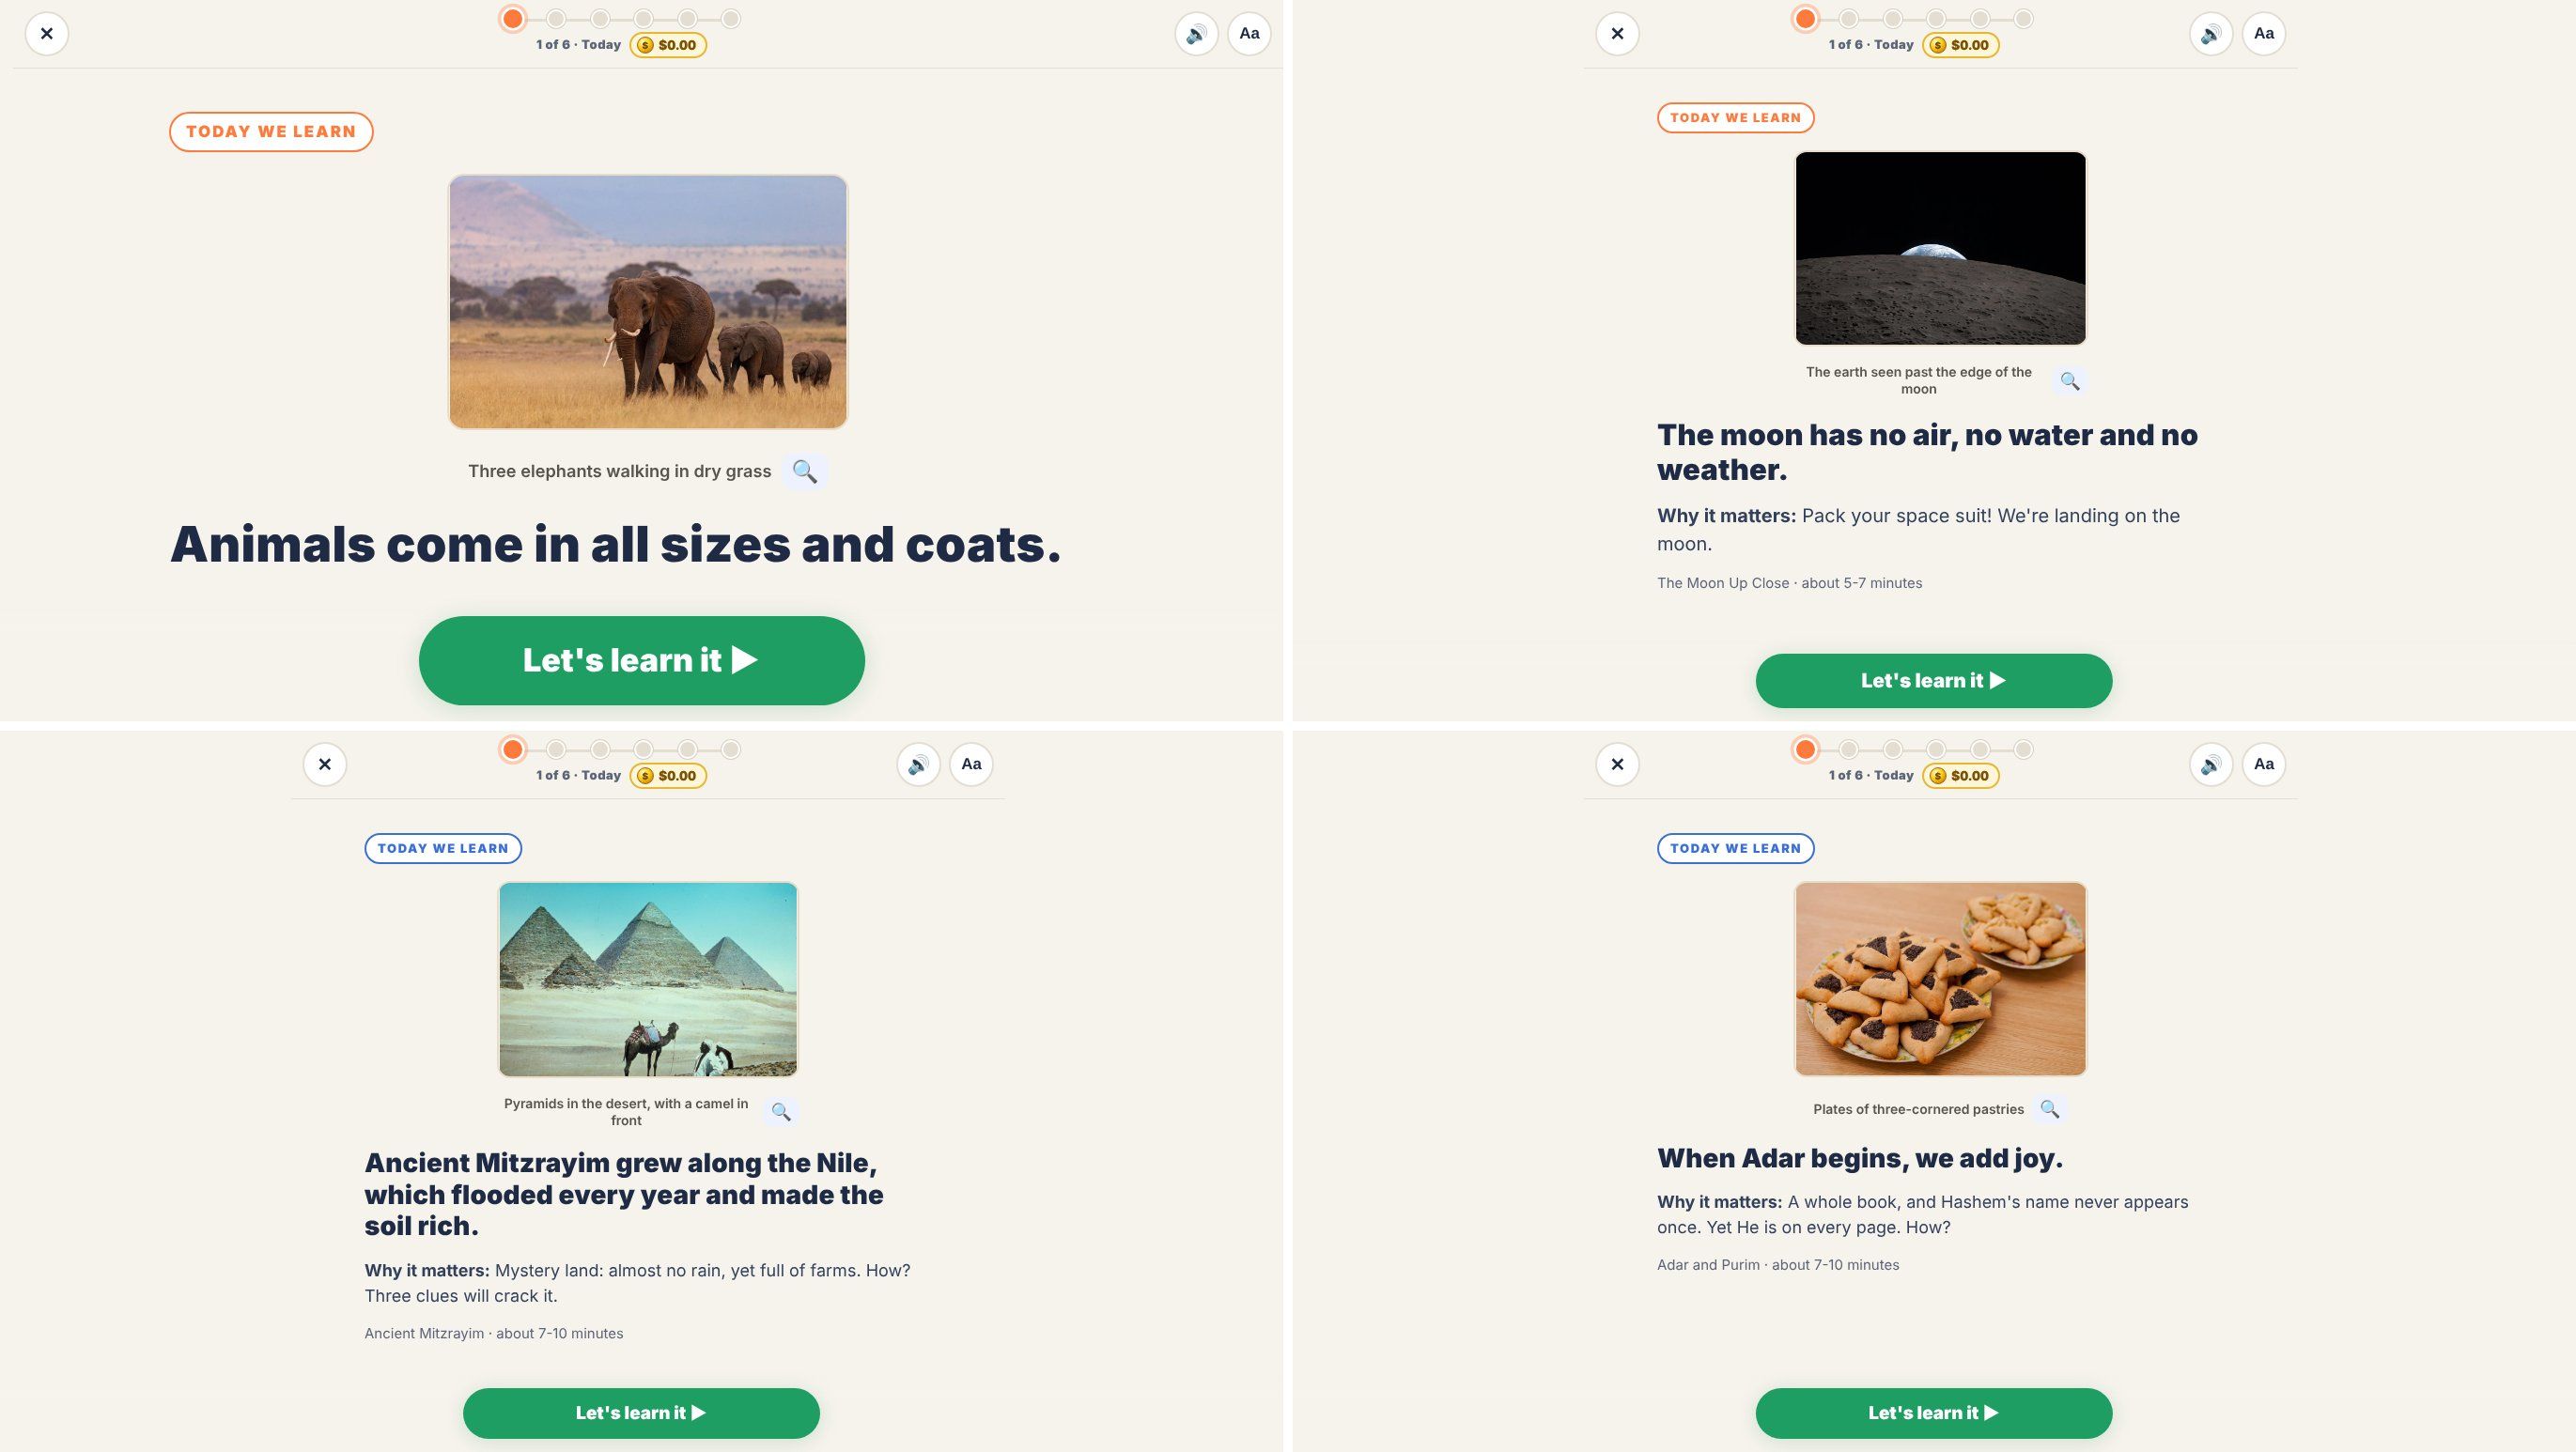 ✕
1 of 6 · Today $ $0.00
🔊 Aa
TODAY WE LEARN
Three elephants walking in dry grass 🔍
Animals come in all sizes and coats.
Let's learn it ▶
✕
1 of 6 · Today $ $0.00
🔊 Aa
TODAY WE LEARN
The earth seen past the edge of the
moon 🔍
The moon has no air, no water and no
weather.
Why it matters: Pack your space suit! We're landing on the
moon.
The Moon Up Close · about 5-7 minutes
Let's learn it ▶
✕
1 of 6 · Today $ $0.00
🔊 Aa
TODAY WE LEARN
Pyramids in the desert, with a camel in
front 🔍
Ancient Mitzrayim grew along the Nile,
which flooded every year and made the
soil rich.
Why it matters: Mystery land: almost no rain, yet full of farms. How?
Three clues will crack it.
Ancient Mitzrayim · about 7-10 minutes
Let's learn it ▶
✕
1 of 6 · Today $ $0.00
🔊 Aa
TODAY WE LEARN
Plates of three-cornered pastries 🔍
When Adar begins, we add joy.
Why it matters: A whole book, and Hashem's name never appears
once. Yet He is on every page. How?
Adar and Purim · about 7-10 minutes
Let's learn it ▶